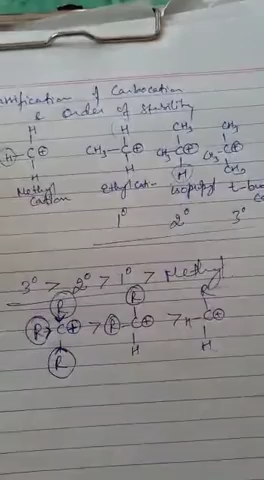 Classification of Carbocation
& order of stability
H H CH3 CH3
H C⊕ CH3 - C⊕ CH3 C⊕ CH3 C⊕
H H H CH3
Methyl ethyl isopropyl t-bu
cation
1° 2° 3°
3° > 2° > 1° > Methyl
R R R
R C⊕ > R - C⊕ > H - C⊕
R H H